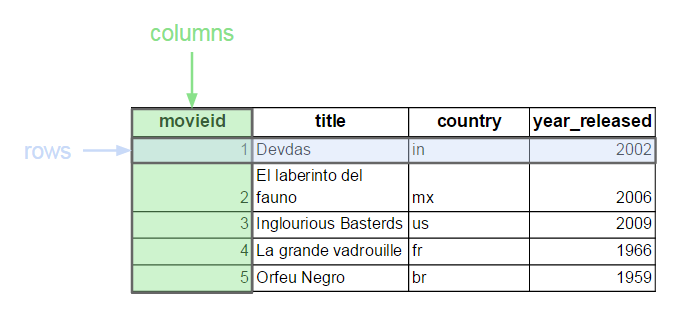 columns
movieid title country year_released
rows
1 Devdas in 2002
El laberinto del
2 fauno mx 2006
3 Inglourious Basterds us 2009
4 La grande vadrouille fr 1966
5 Orfeu Negro br 1959